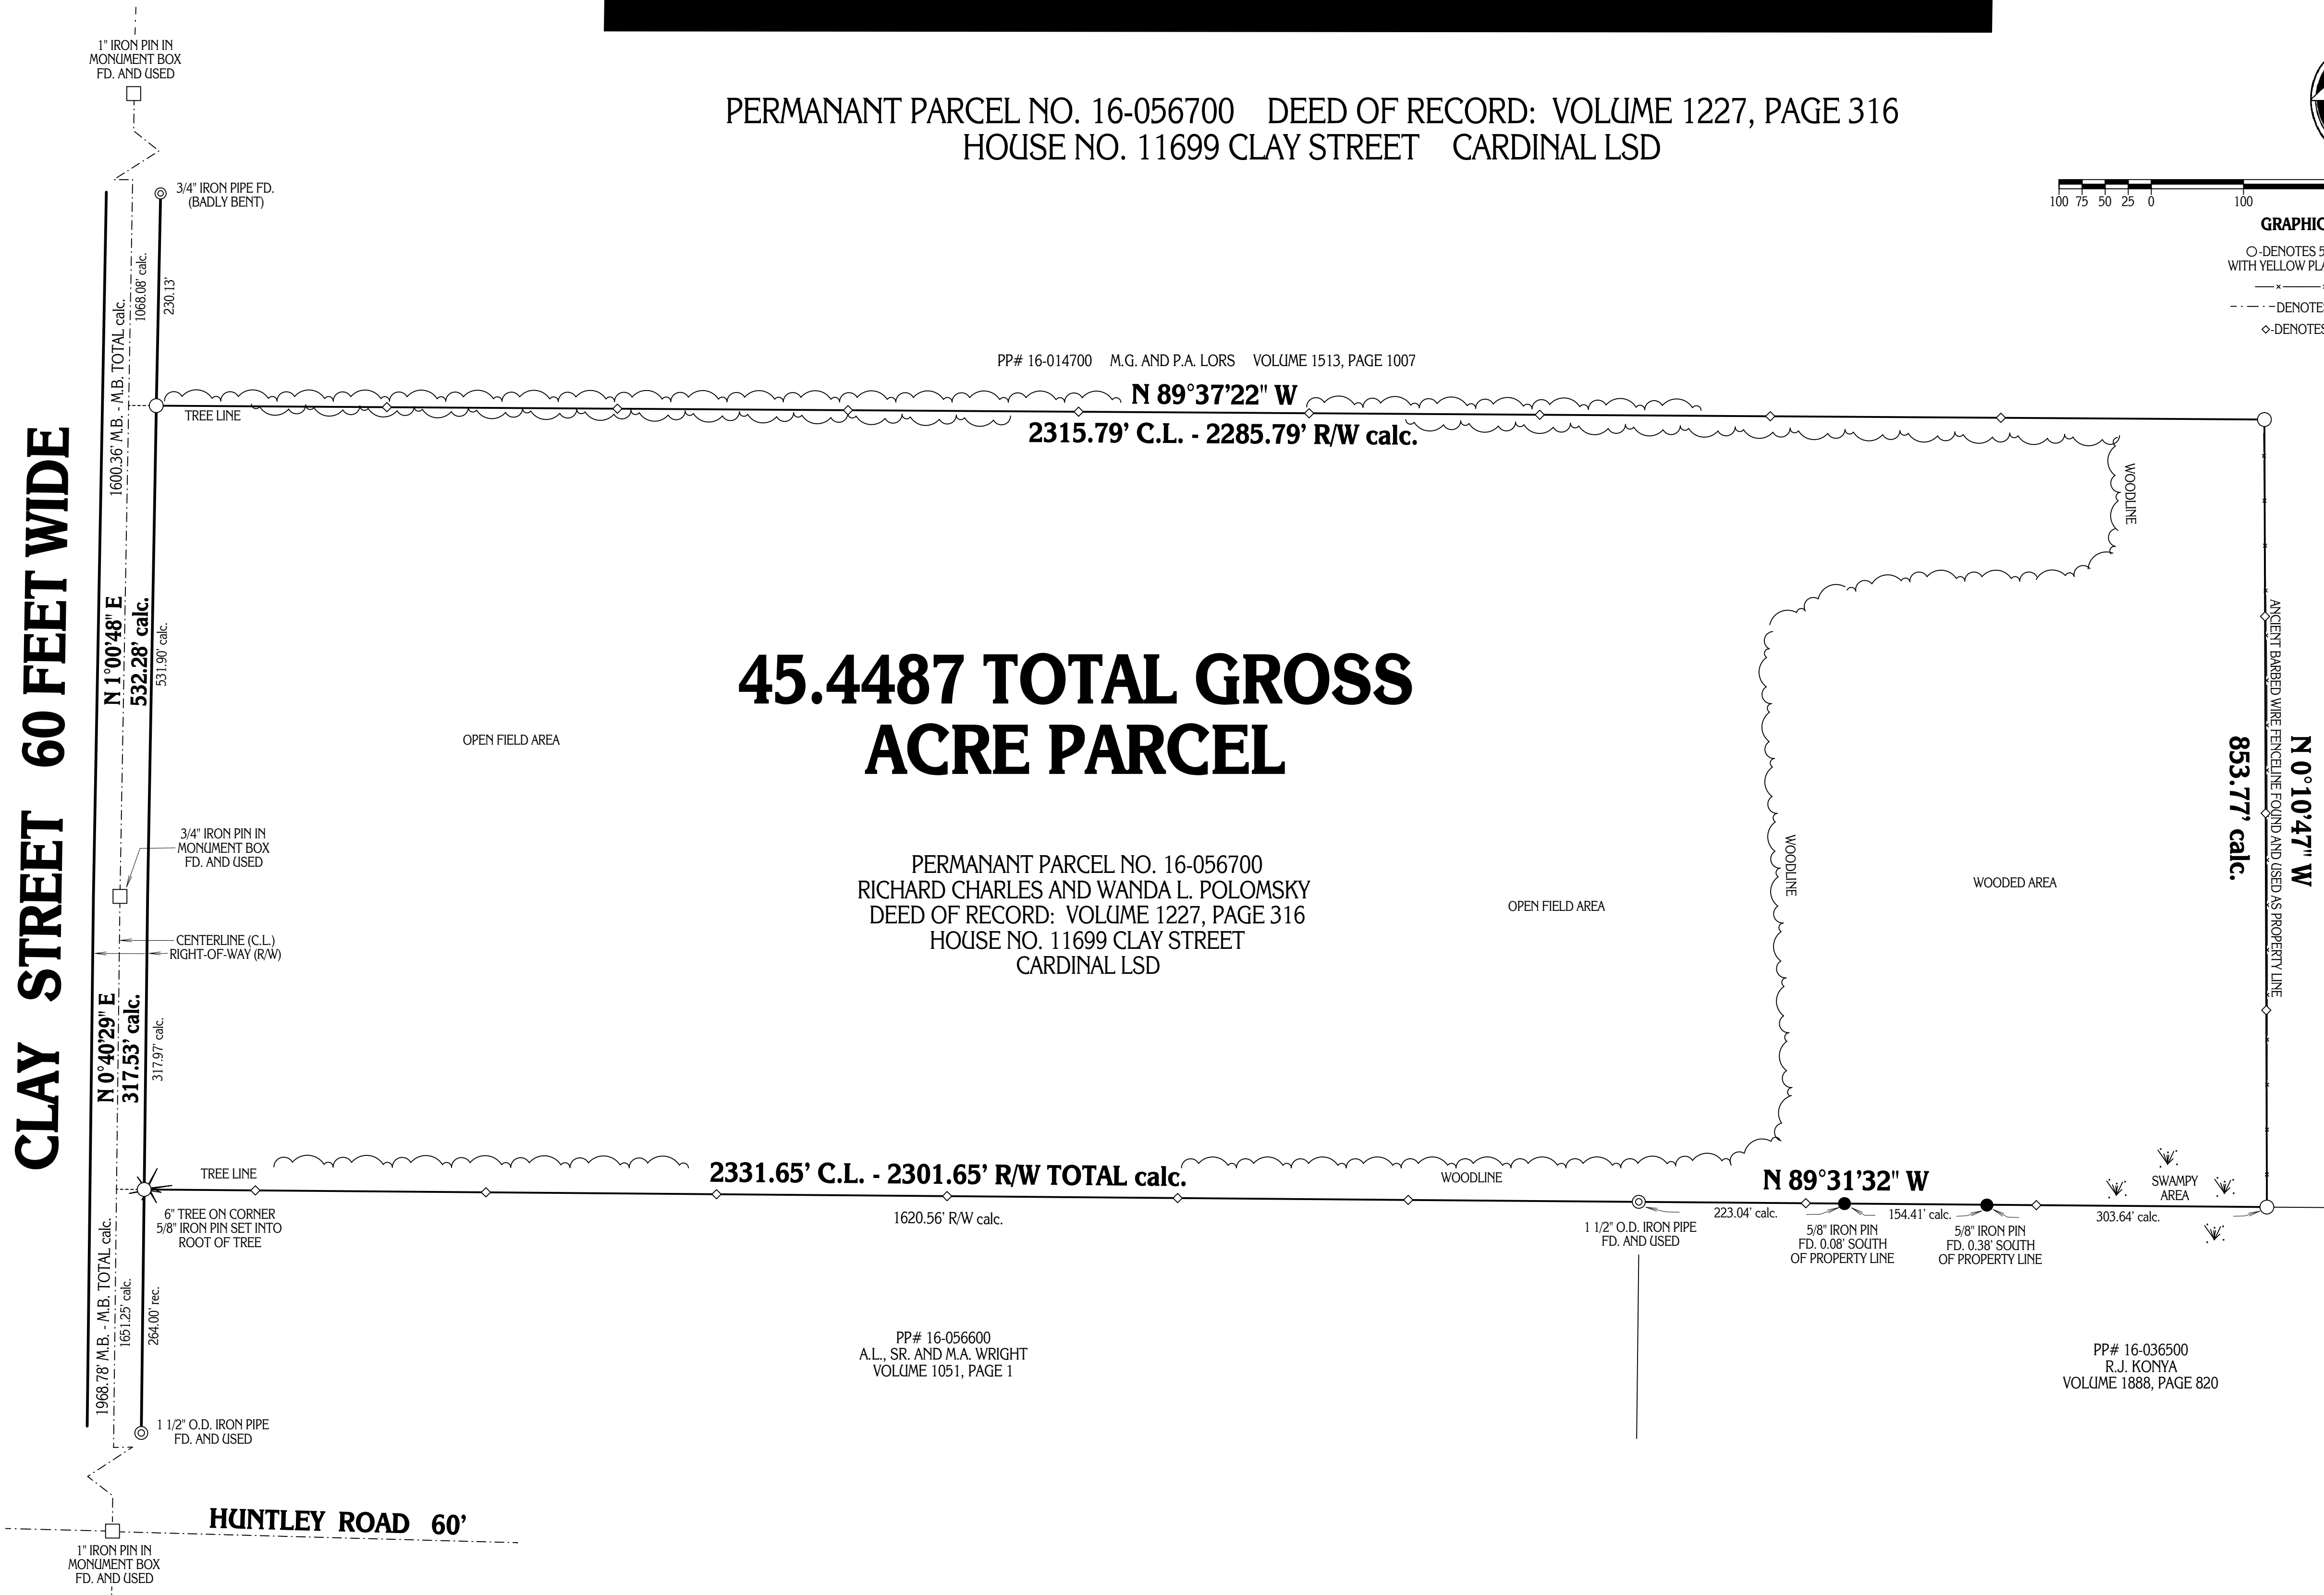 1" IRON PIN IN
MONUMENT BOX
FD. AND USED
PERMANANT PARCEL NO. 16-056700 DEED OF RECORD: VOLUME 1227, PAGE 316
HOUSE NO. 11699 CLAY STREET CARDINAL LSD
3/4" IRON PIPE FD.
(BADLY BENT)
100 75 50 25 0 100
GRAPHIC
-DENOTES 5
WITH YELLOW PLA
-DENOTES
-DENOTES
1068.08' calc.
230.13'
1600.36' M.B. - M.B. TOTAL calc.
PP# 16-014700 M.G. AND P.A. LORS VOLUME 1513, PAGE 1007
N 89°37'22" W
TREE LINE
2315.79' C.L. - 2285.79' R/W calc.
WOODLINE
CLAY STREET 60 FEET WIDE
N 1°00'48" E
532.28' calc.
531.90' calc.
45.4487 TOTAL GROSS
ACRE PARCEL
OPEN FIELD AREA
ANCIENT BARBED WIRE FENCELINE FOUND AND USED AS PROPERTY LINE
N 0°10'47" W
853.77' calc.
3/4" IRON PIN IN
MONUMENT BOX
FD. AND USED
PERMANANT PARCEL NO. 16-056700
RICHARD CHARLES AND WANDA L. POLOMSKY
DEED OF RECORD: VOLUME 1227, PAGE 316
HOUSE NO. 11699 CLAY STREET
CARDINAL LSD
WOODLINE
WOODED AREA
OPEN FIELD AREA
CENTERLINE (C.L.)
RIGHT-OF-WAY (R/W)
N 0°40'29" E
317.53' calc.
317.97' calc.
TREE LINE
2331.65' C.L. - 2301.65' R/W TOTAL calc.
WOODLINE
N 89°31'32" W
SWAMPY
AREA
6" TREE ON CORNER
5/8" IRON PIN SET INTO
ROOT OF TREE
1620.56' R/W calc.
1 1/2" O.D. IRON PIPE
FD. AND USED
223.04' calc.
5/8" IRON PIN
FD. 0.08' SOUTH
OF PROPERTY LINE
154.41' calc.
5/8" IRON PIN
FD. 0.38' SOUTH
OF PROPERTY LINE
303.64' calc.
1968.78' M.B. - M.B. TOTAL calc.
1651.25' calc.
264.00' rec.
PP# 16-056600
A.L., SR. AND M.A. WRIGHT
VOLUME 1051, PAGE 1
PP# 16-036500
R.J. KONYA
VOLUME 1888, PAGE 820
1 1/2" O.D. IRON PIPE
FD. AND USED
HUNTLEY ROAD 60'
1" IRON PIN IN
MONUMENT BOX
FD. AND USED